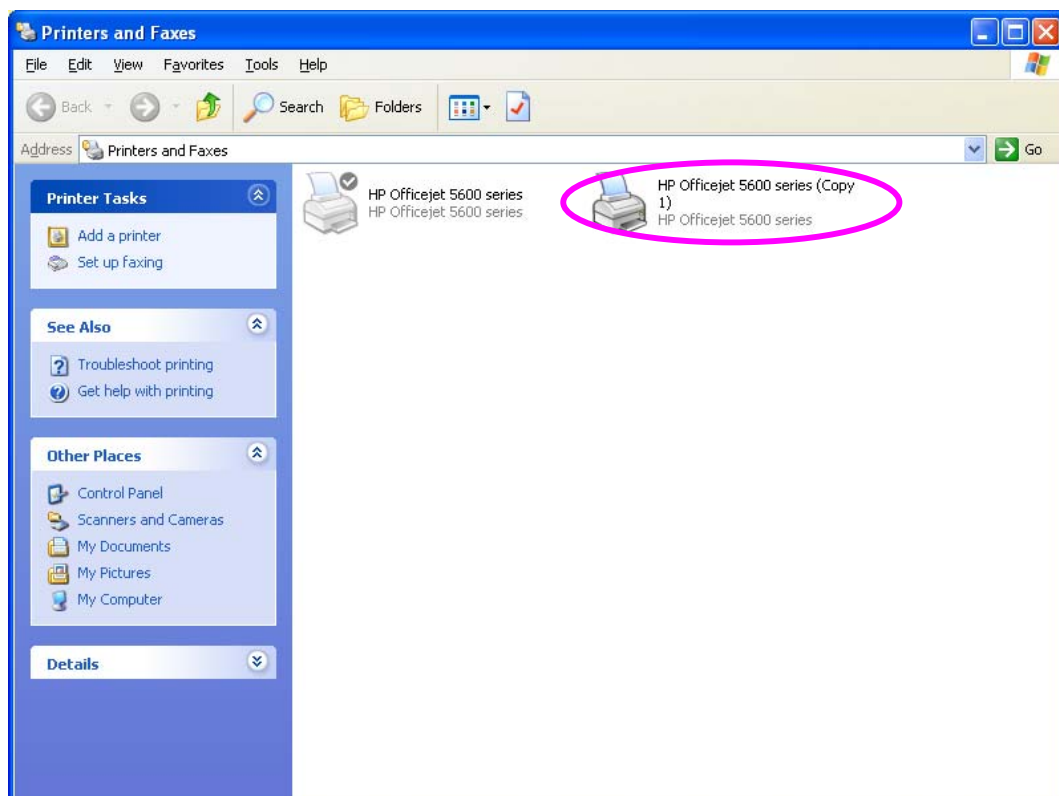 Printers and Faxes
File Edit View Favorites Tools Help
Back Search Folders
Address Printers and Faxes Go
Printer Tasks
Add a printer
Set up faxing
See Also
Troubleshoot printing
Get help with printing
Other Places
Control Panel
Scanners and Cameras
My Documents
My Pictures
My Computer
Details
HP Officejet 5600 series
HP Officejet 5600 series
HP Officejet 5600 series (Copy
1)
HP Officejet 5600 series